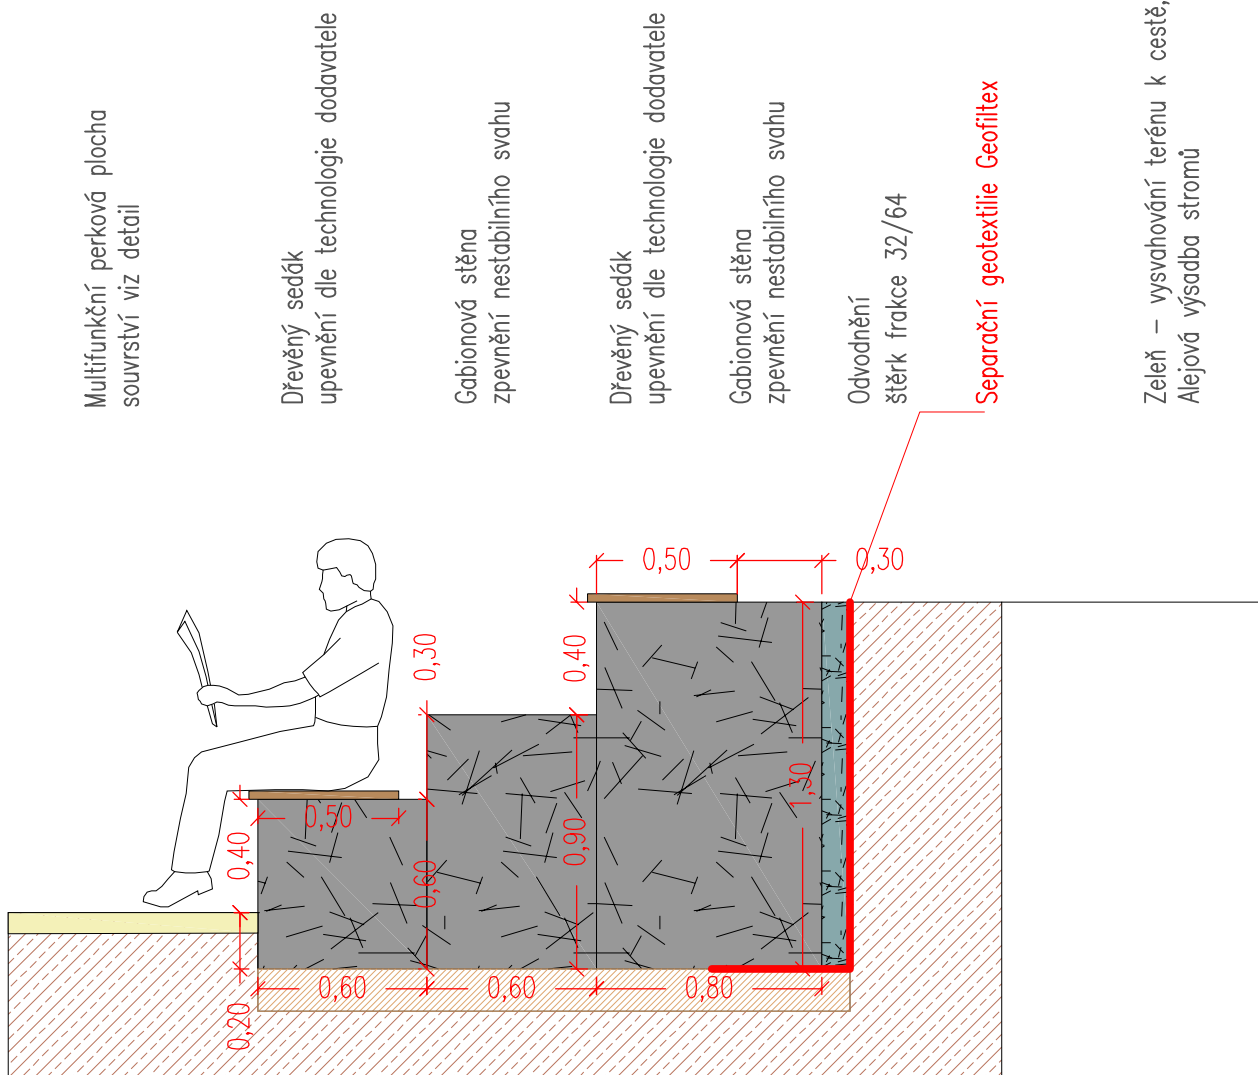 Multifunkční perková plocha
souvrství viz detail
Dřevěný sedák
upevnění dle technologie dodavatele
Gabionová stěna
zpevnění nestabilního svahu
Dřevěný sedák
upevnění dle technologie dodavatele
Gabionová stěna
zpevnění nestabilního svahu
Odvodnění
štěrk frakce 32/64
Separační geotextilie Geofiltex
Zeleň – vysvahování terénu k cestě,
Alejová výsadba stromů
0,50
0,30
0,30
0,40
1,30
0,50
0,40
0,60
0,90
0,60
0,60
0,80
0,20